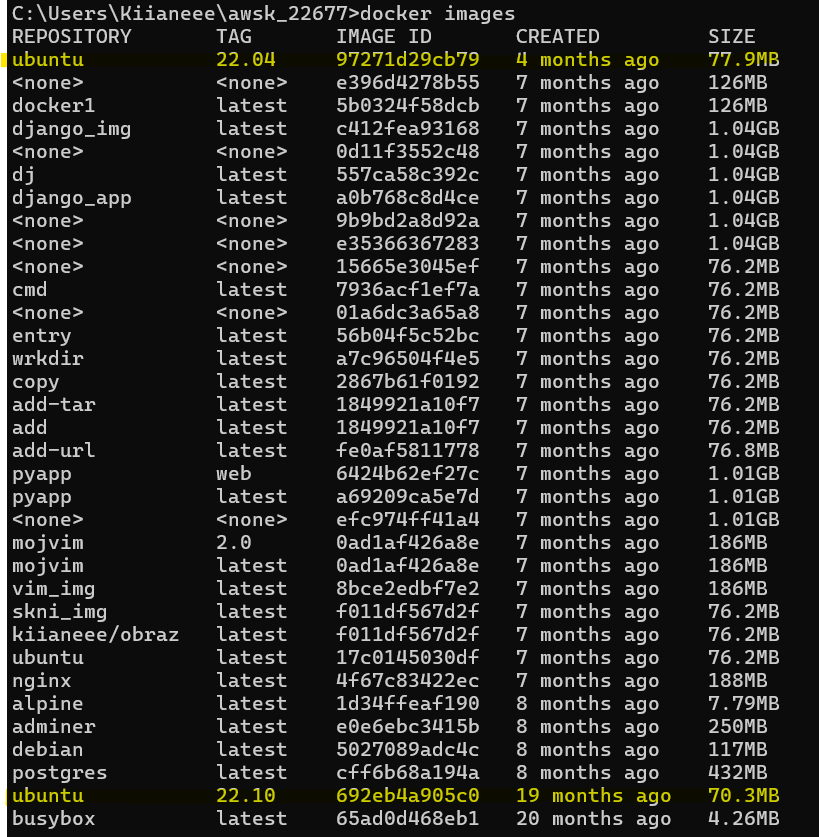 C:\Users\Kiianeee\awsk_22677>docker images
REPOSITORY TAG IMAGE ID CREATED SIZE
ubuntu 22.04 97271d29cb79 4 months ago 77.9MB
<none> <none> e396d4278b55 7 months ago 126MB
docker1 latest 5b0324f58dcb 7 months ago 126MB
django_img latest c412fea93168 7 months ago 1.04GB
<none> <none> 0d11f3552c48 7 months ago 1.04GB
dj latest 557ca58c392c 7 months ago 1.04GB
django_app latest a0b768c8d4ce 7 months ago 1.04GB
<none> <none> 9b9bd2a8d92a 7 months ago 1.04GB
<none> <none> e35366367283 7 months ago 1.04GB
<none> <none> 15665e3045ef 7 months ago 76.2MB
cmd latest 7936acf1ef7a 7 months ago 76.2MB
<none> <none> 01a6dc3a65a8 7 months ago 76.2MB
entry latest 56b04f5c52bc 7 months ago 76.2MB
wrkdir latest a7c96504f4e5 7 months ago 76.2MB
copy latest 2867b61f0192 7 months ago 76.2MB
add-tar latest 1849921a10f7 7 months ago 76.2MB
add latest 1849921a10f7 7 months ago 76.2MB
add-url latest fe0af5811778 7 months ago 76.8MB
pyapp web 6424b62ef27c 7 months ago 1.01GB
pyapp latest a69209ca5e7d 7 months ago 1.01GB
<none> <none> efc974ff41a4 7 months ago 1.01GB
mojvim 2.0 0ad1af426a8e 7 months ago 186MB
mojvim latest 0ad1af426a8e 7 months ago 186MB
vim_img latest 8bce2edbf7e2 7 months ago 186MB
skni_img latest f011df567d2f 7 months ago 76.2MB
kiianeee/obraz latest f011df567d2f 7 months ago 76.2MB
ubuntu latest 17c0145030df 7 months ago 76.2MB
nginx latest 4f67c83422ec 7 months ago 188MB
alpine latest 1d34ffeaf190 8 months ago 7.79MB
adminer latest e0e6ebc3415b 8 months ago 250MB
debian latest 5027089adc4c 8 months ago 117MB
postgres latest cff6b68a194a 8 months ago 432MB
ubuntu 22.10 692eb4a905c0 19 months ago 70.3MB
busybox latest 65ad0d468eb1 20 months ago 4.26MB